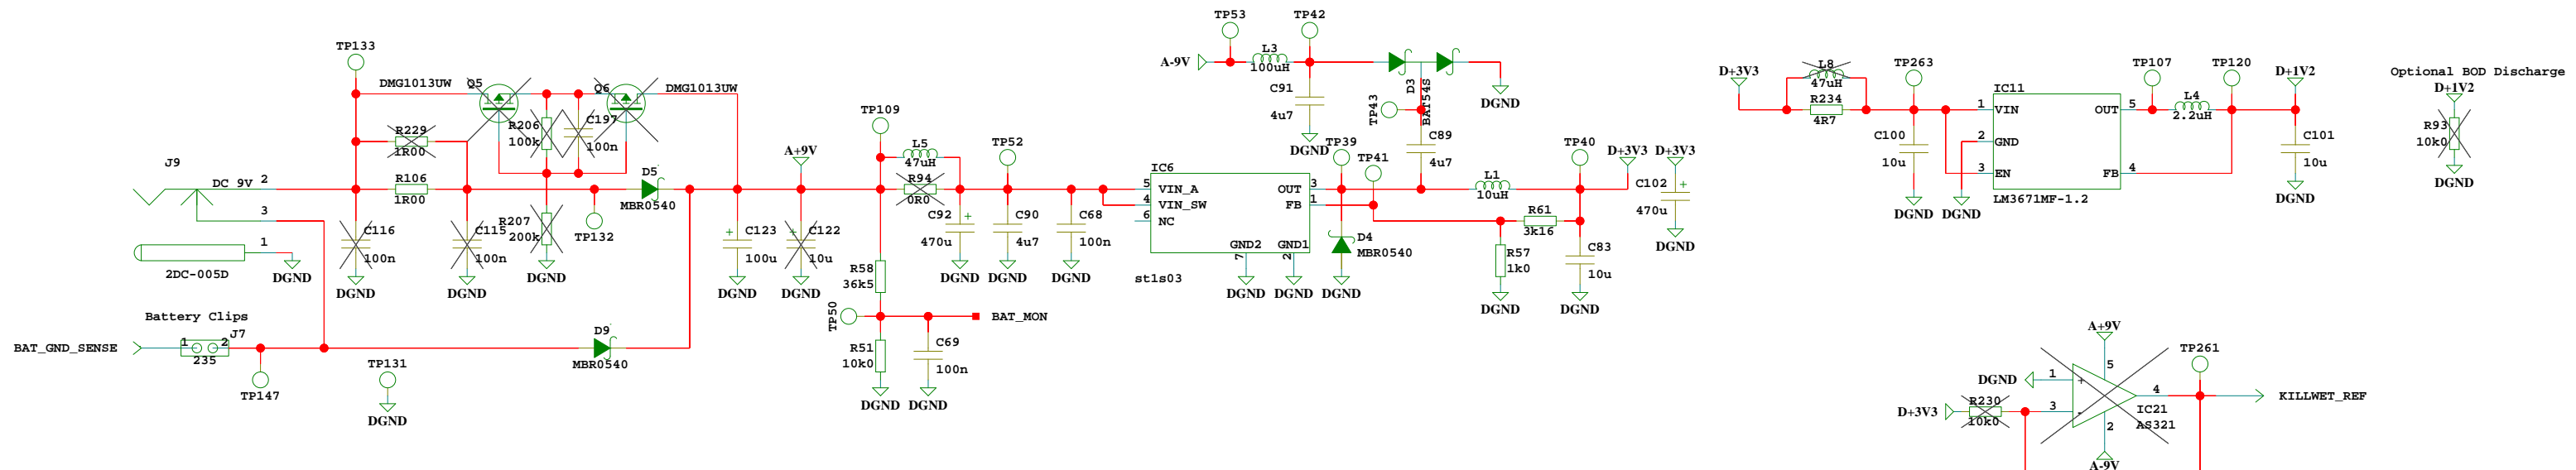 TP53 TP42
A-9V L3 100uH
C91 4u7
DGND
D3 BAT54S
TP43
DGND
C89 4u7
TP133
DMG1013UW Q5
Q6 DMG1013UW
R206 100k
C197 100n
R229 1R00
J9
DC 9V 2
3
1
2DC-005D
DGND
R106 1R00
C116 100n
DGND
C115 100n
DGND
R207 200k
DGND
TP132
D5 MBR0540
Battery Clips
J7
BAT_GND_SENSE 1 2
235
TP147
TP131
DGND
D9 MBR0540
A+9V
C123 100u
DGND
C122 10u
DGND
TP109
L5 47uH
R94 0R0
C92 470u
DGND
TP52
C90 4u7
DGND
C68 100n
DGND
R58 36k5
TP50
BAT_MON
R51 10k0
DGND
C69 100n
DGND
IC6
5 VIN_A OUT 3
4 VIN_SW FB 1
6 NC
GND2 GND1
7 2
st1s03
DGND DGND
TP39
TP41
D4 MBR0540
DGND
L1 10uH
R61 3k16
R57 1k0
DGND
TP40
D+3V3 D+3V3
C83 10u
DGND
C102 470u
DGND
D+3V3
L8 47uH
R234 4R7
TP263
C100 10u
DGND
DGND
IC11
1 VIN OUT 5
2 GND
3 EN FB 4
LM3671MF-1.2
TP107
L4 2.2uH
TP120
D+1V2
C101 10u
DGND
Optional BOD Discharge
D+1V2
R93 10k0
DGND
A+9V
5
DGND 1 +
D+3V3 R230 10k0 3 -
4
IC21 AS321
2
A-9V
TP261
KILLWET_REF